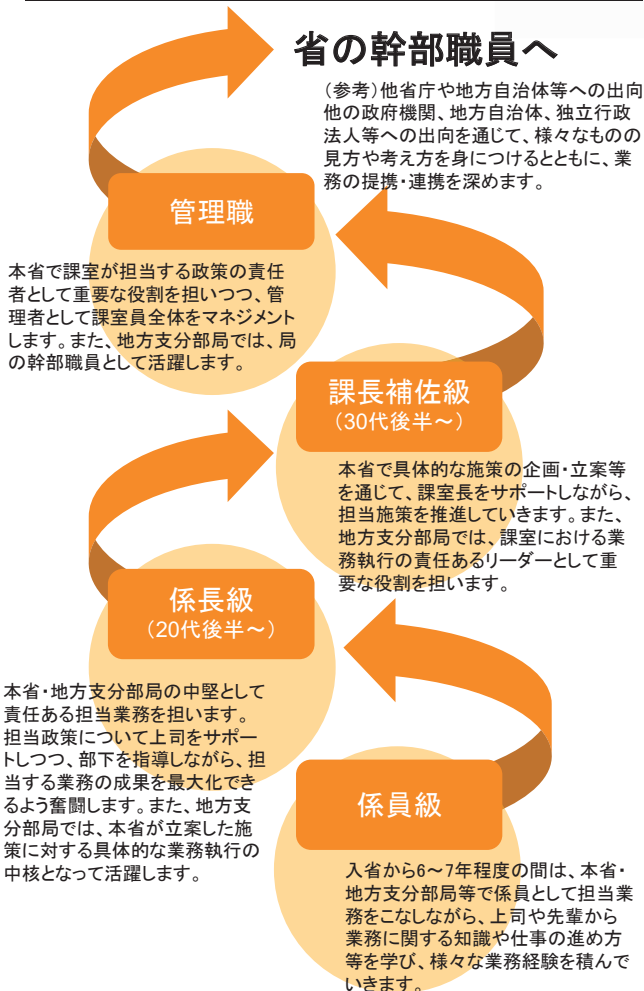 省の幹部職員へ
（参考）他省庁や地方自治体等への出向
他の政府機関、地方自治体、独立行政
法人等への出向を通じて、様々なものの
見方や考え方を身につけるとともに、業
務の提携・連携を深めます。
管理職
本省で課室が担当する政策の責任
者として重要な役割を担いつつ、管
理者として課室員全体をマネジメント
します。また、地方支分部局では、局
の幹部職員として活躍します。
課長補佐級
（30代後半～）
本省で具体的な施策の企画・立案等
を通じて、課室長をサポートしながら、
担当施策を推進していきます。また、
地方支分部局では、課室における業
務執行の責任あるリーダーとして重
要な役割を担います。
係長級
（20代後半～）
本省・地方支分部局の中堅として
責任ある担当業務を担います。
担当政策について上司をサポー
トしつつ、部下を指導しながら、担
当する業務の成果を最大化でき
るよう奮闘します。また、地方支
分部局では、本省が立案した施
策に対する具体的な業務執行の
中核となって活躍します。
係員級
入省から6～7年程度の間は、本省・
地方支分部局等で係員として担当業
務をこなしながら、上司や先輩から
業務に関する知識や仕事の進め方
等を学び、様々な業務経験を積んで
いきます。